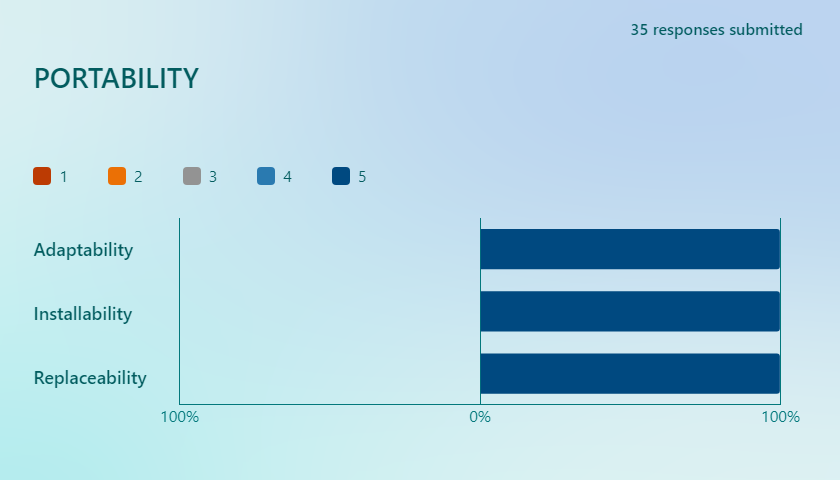 35 responses submitted
PORTABILITY
1 2 3 4 5
Adaptability
Installability
Replaceability
100% 0% 100%